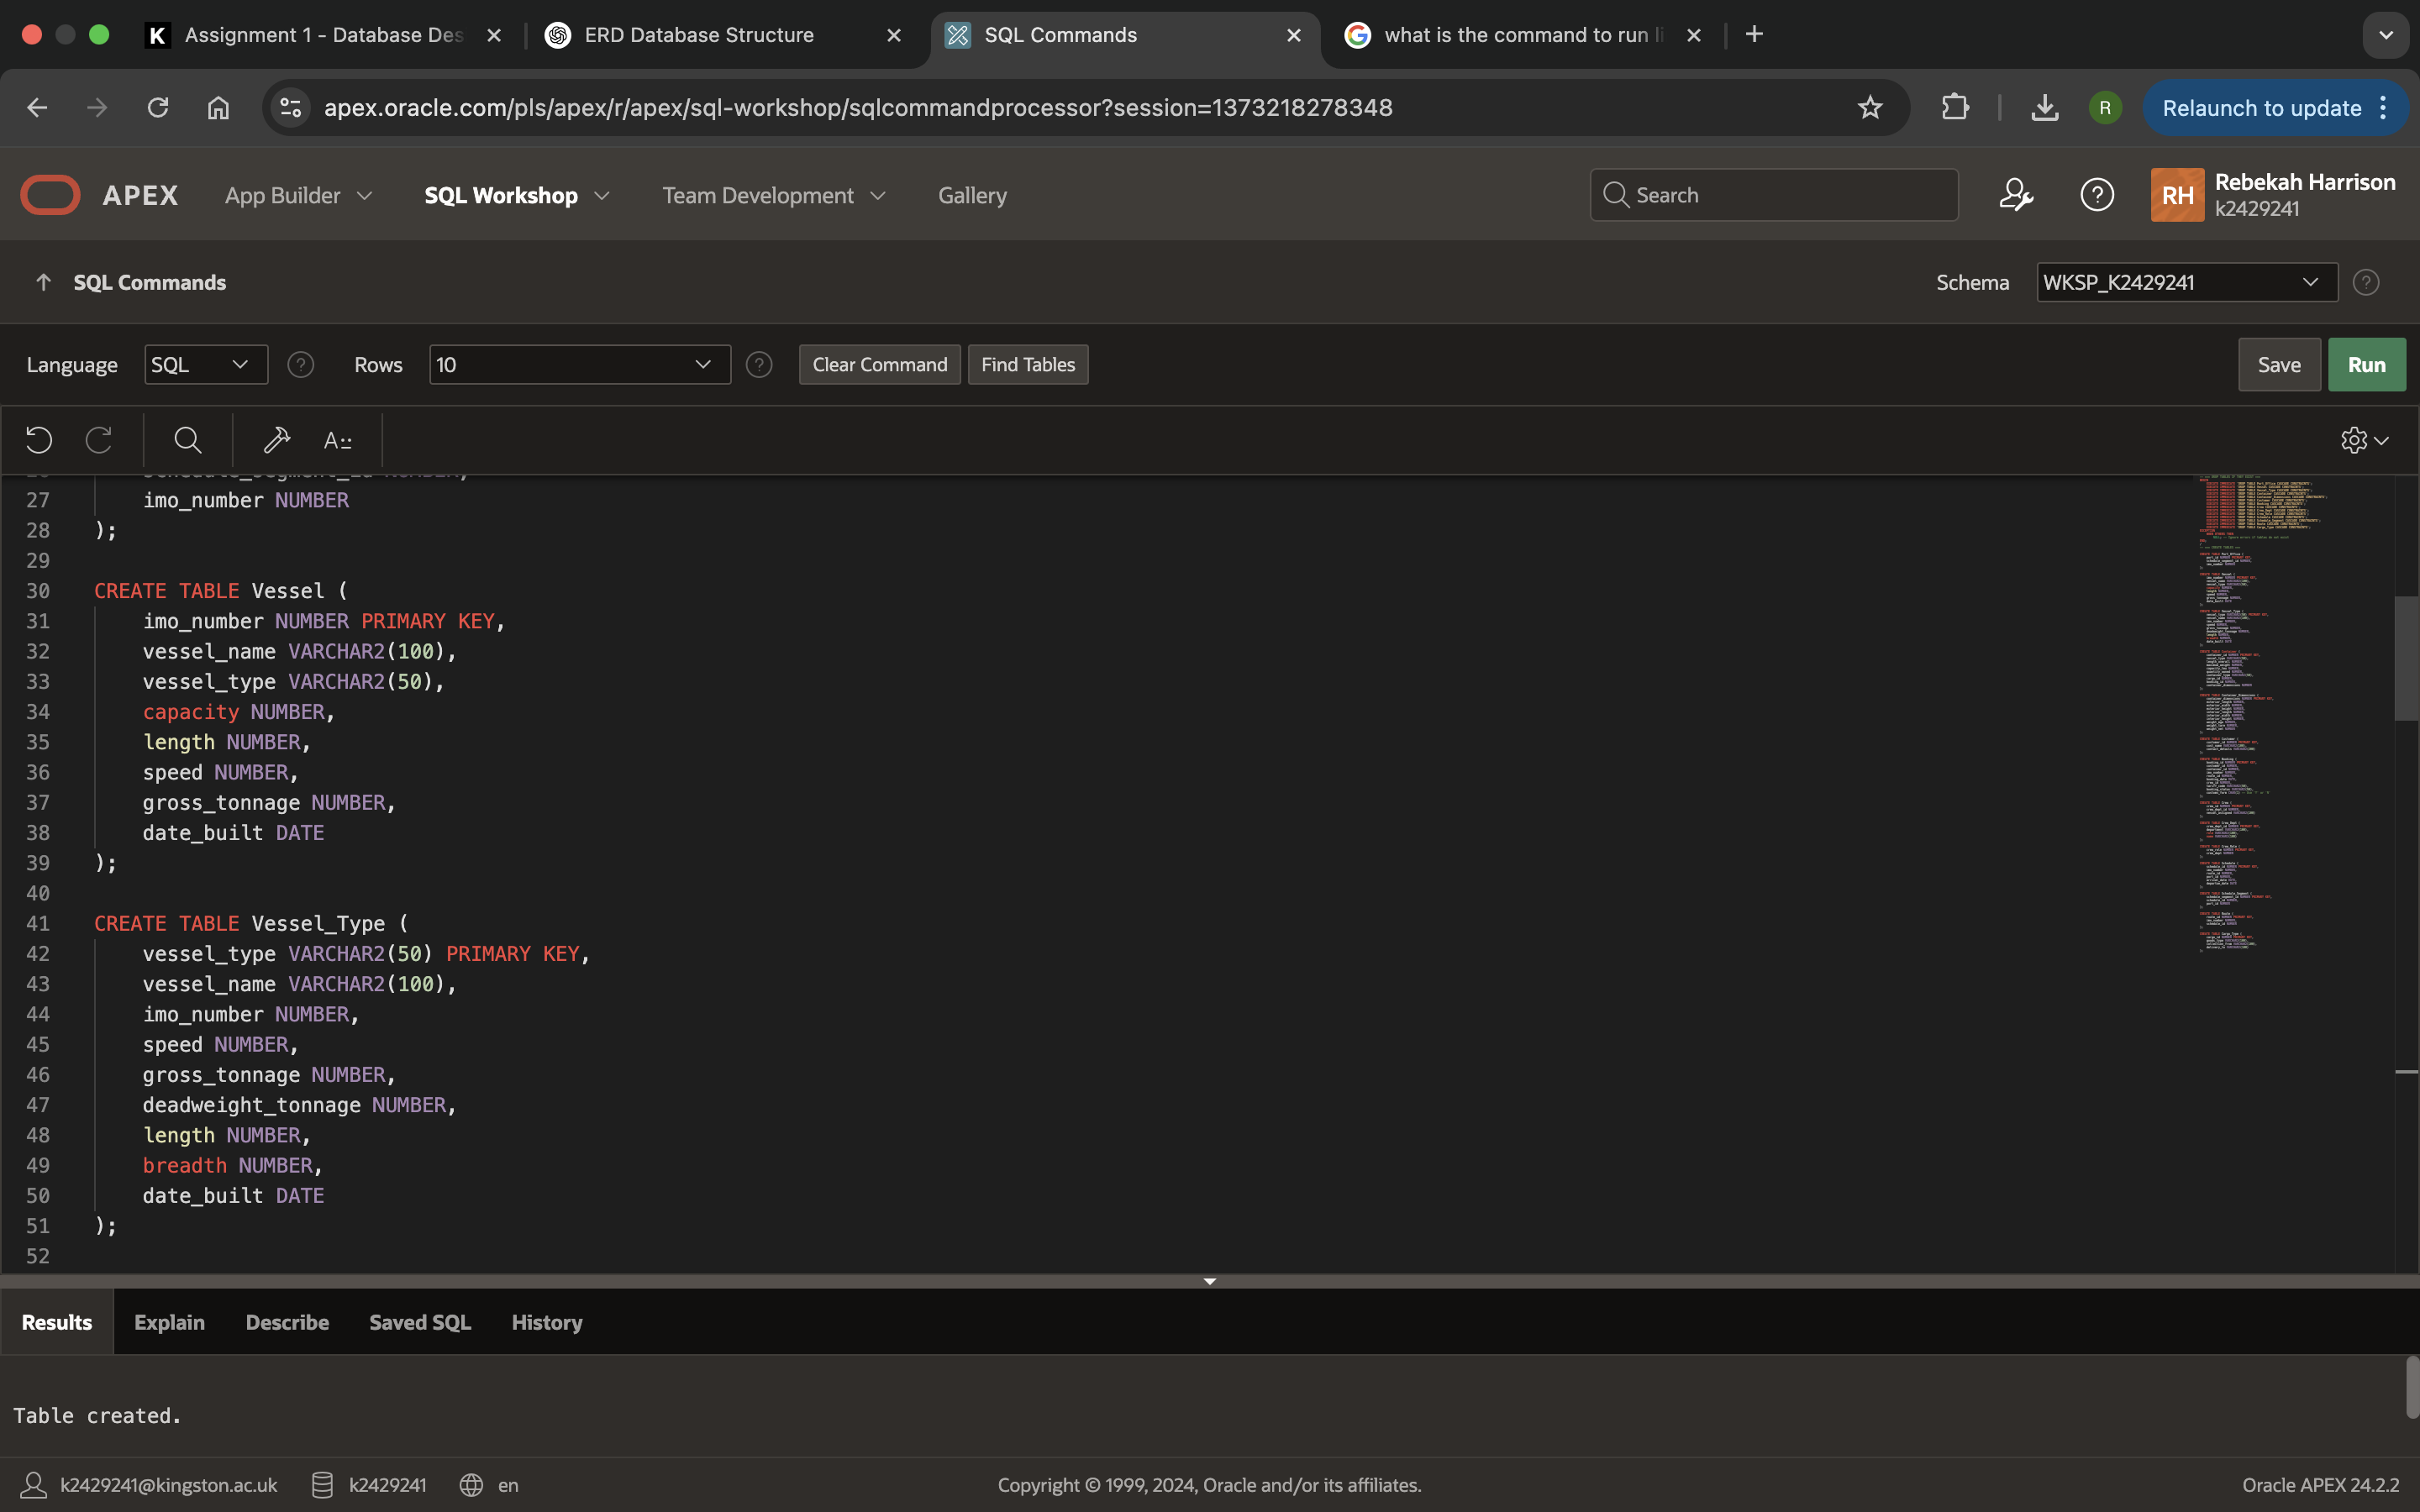 K Assignment 1 - Database Des
ERD Database Structure
SQL Commands
what is the command to run li
apex.oracle.com/pls/apex/r/apex/sql-workshop/sqlcommandprocessor?session=1373218278348
R
Relaunch to update
APEX
App Builder
SQL Workshop
Team Development
Gallery
Search
RH
Rebekah Harrison
k2429241
SQL Commands
Schema
WKSP_K2429241
Language
SQL
Rows
10
Clear Command
Find Tables
Save
Run
27 imo_number NUMBER
28 );
29
30 CREATE TABLE Vessel (
31 imo_number NUMBER PRIMARY KEY,
32 vessel_name VARCHAR2(100),
33 vessel_type VARCHAR2(50),
34 capacity NUMBER,
35 length NUMBER,
36 speed NUMBER,
37 gross_tonnage NUMBER,
38 date_built DATE
39 );
40
41 CREATE TABLE Vessel_Type (
42 vessel_type VARCHAR2(50) PRIMARY KEY,
43 vessel_name VARCHAR2(100),
44 imo_number NUMBER,
45 speed NUMBER,
46 gross_tonnage NUMBER,
47 deadweight_tonnage NUMBER,
48 length NUMBER,
49 breadth NUMBER,
50 date_built DATE
51 );
52
Results
Explain
Describe
Saved SQL
History
Table created.
k2429241@kingston.ac.uk
k2429241
en
Copyright © 1999, 2024, Oracle and/or its affiliates.
Oracle APEX 24.2.2